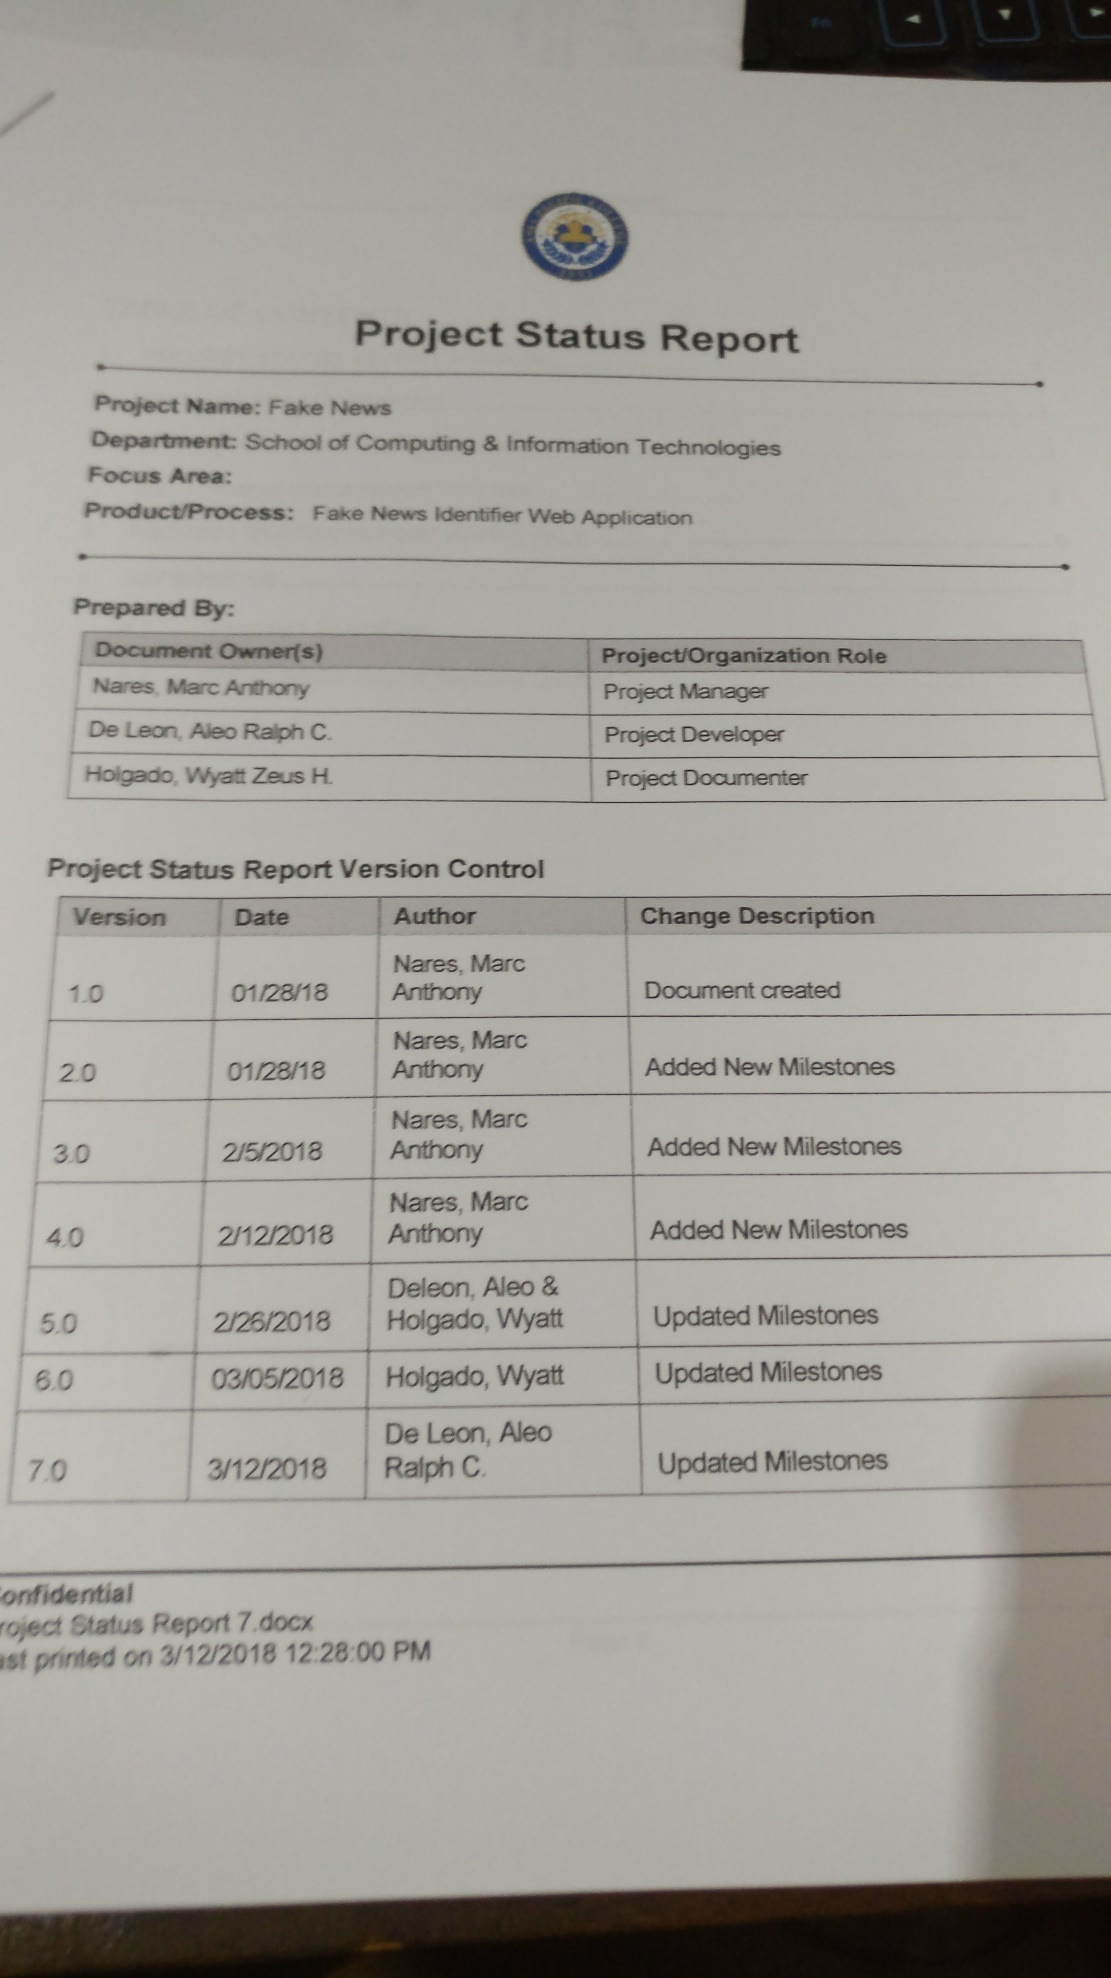 Fn
Project Status Report
Project Name: Fake News
Department: School of Computing & Information Technologies
Focus Area:
Product/Process: Fake News Identifier Web Application
Prepared By:
Document Owner(s) Project/Organization Role
Nares, Marc Anthony Project Manager
De Leon, Aleo Ralph C. Project Developer
Holgado, Wyatt Zeus H. Project Documenter
Project Status Report Version Control
Version Date Author Change Description
Nares, Marc
1.0 01/28/18 Anthony Document created
Nares, Marc
2.0 01/28/18 Anthony Added New Milestones
Nares, Marc
3.0 2/5/2018 Anthony Added New Milestones
Nares, Marc
4.0 2/12/2018 Anthony Added New Milestones
Deleon, Aleo &
5.0 2/26/2018 Holgado, Wyatt Updated Milestones
6.0 03/05/2018 Holgado, Wyatt Updated Milestones
De Leon, Aleo
7.0 3/12/2018 Ralph C. Updated Milestones
onfidential
roject Status Report 7.docx
ast printed on 3/12/2018 12:28:00 PM